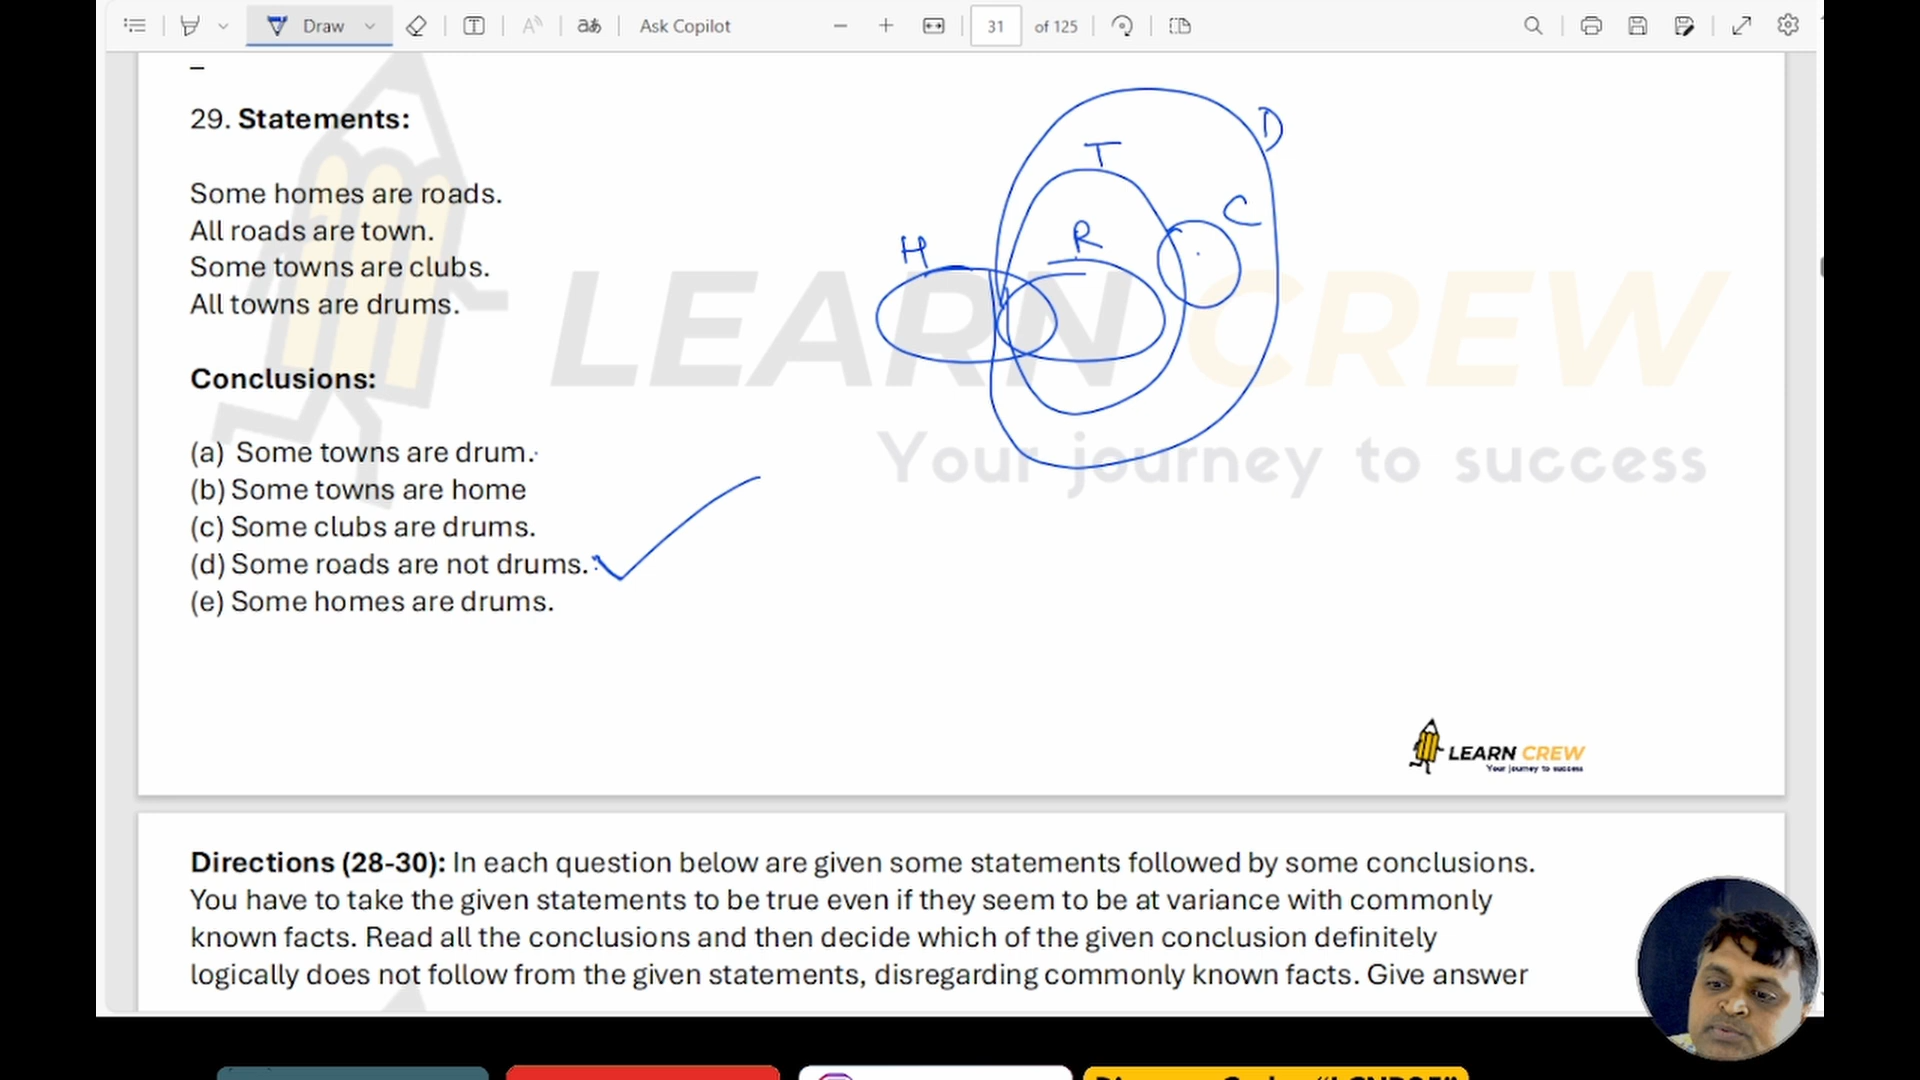 Draw
Ask Copilot
31 of 125
29. Statements:
Some homes are roads.
All roads are town.
Some towns are clubs.
All towns are drums.
Conclusions:
(a) Some towns are drum.
(b) Some towns are home
(c) Some clubs are drums.
(d) Some roads are not drums.
(e) Some homes are drums.
D
T
C
R
H
LEARN CREW
Your journey to success
LEARN CREW
Your journey to success
Directions (28-30): In each question below are given some statements followed by some conclusions.
You have to take the given statements to be true even if they seem to be at variance with commonly
known facts. Read all the conclusions and then decide which of the given conclusion definitely
logically does not follow from the given statements, disregarding commonly known facts. Give answer